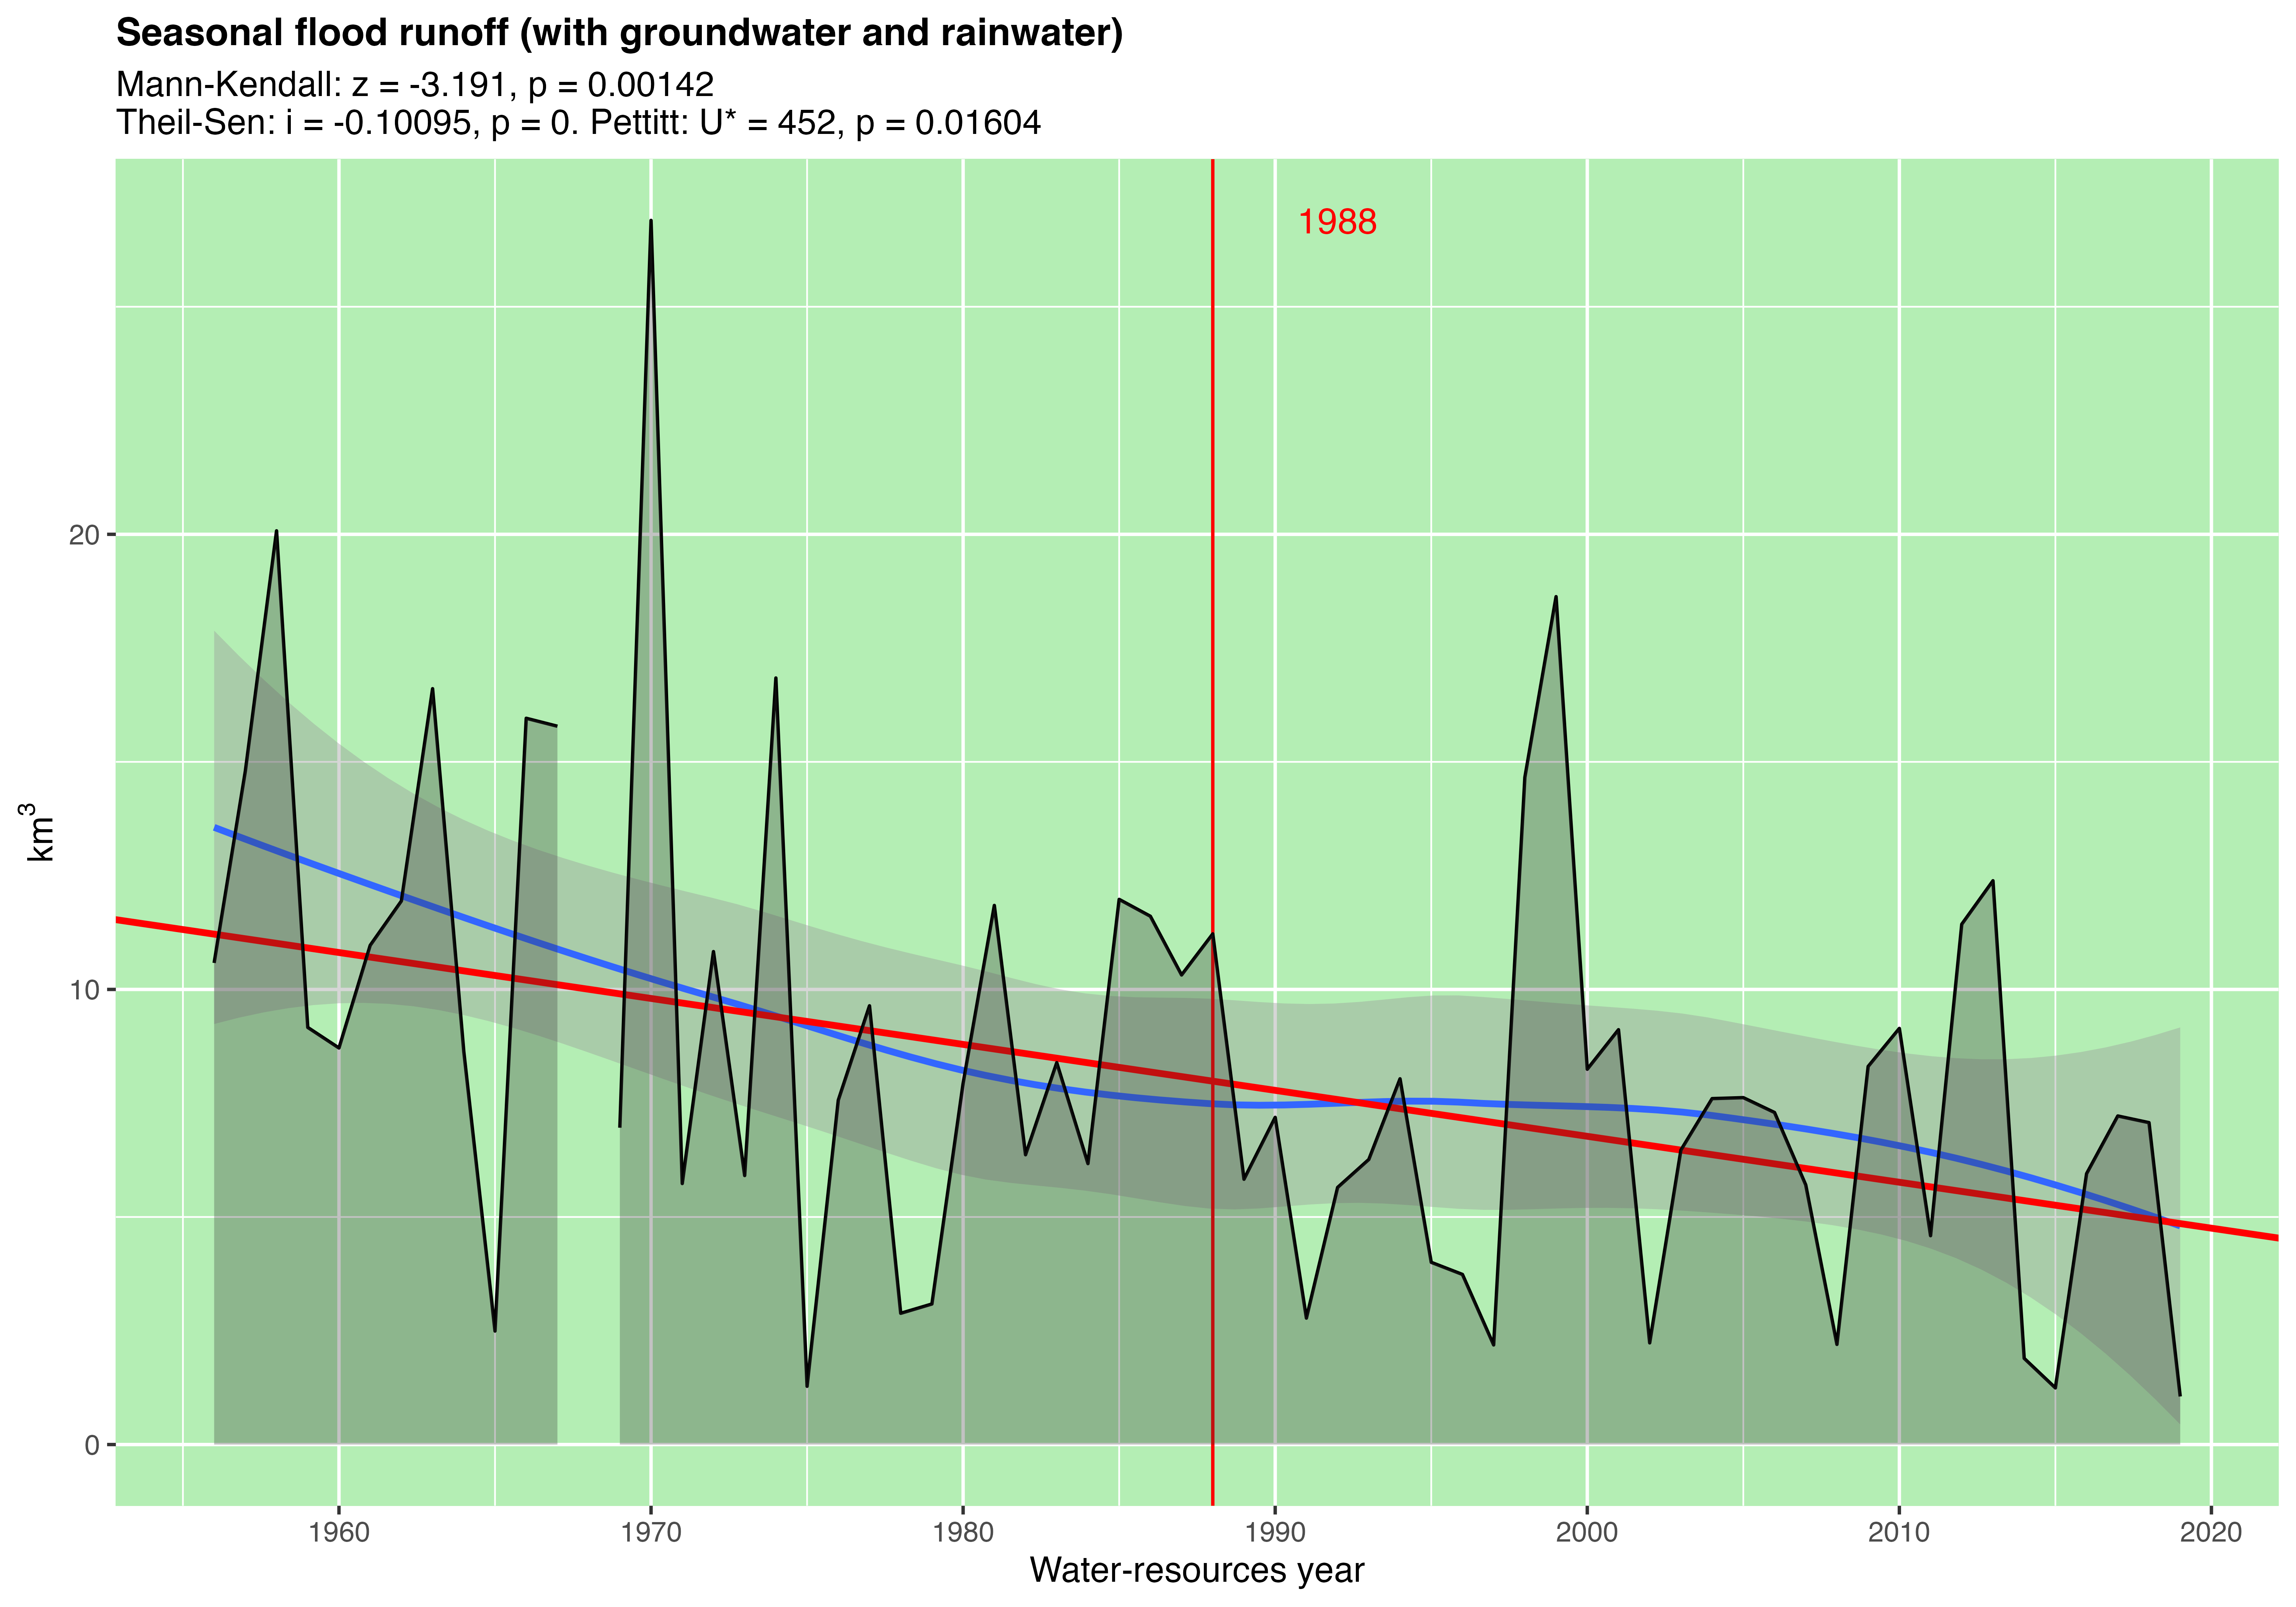 Seasonal flood runoff (with groundwater and rainwater)
Mann-Kendall: z = -3.191, p = 0.00142
Theil-Sen: i = -0.10095, p = 0. Pettitt: U* = 452, p = 0.01604
1988
20
10
0
km³
1960 1970 1980 1990 2000 2010 2020
Water-resources year